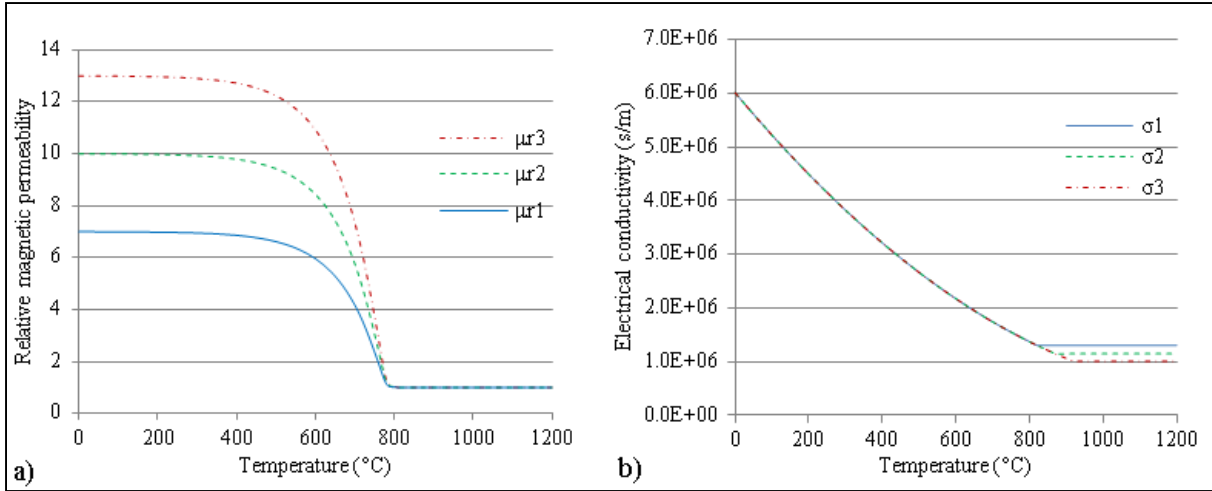 Relative magnetic permeability
14
12
10
8
6
4
2
0
0 200 400 600 800 1000 1200
Temperature (°C)
μr3
μr2
μr1
a)
Electrical conductivity (s/m)
7.0E+06
6.0E+06
5.0E+06
4.0E+06
3.0E+06
2.0E+06
1.0E+06
0.0E+00
0 200 400 600 800 1000 1200
Temperature (°C)
σ1
σ2
σ3
b)